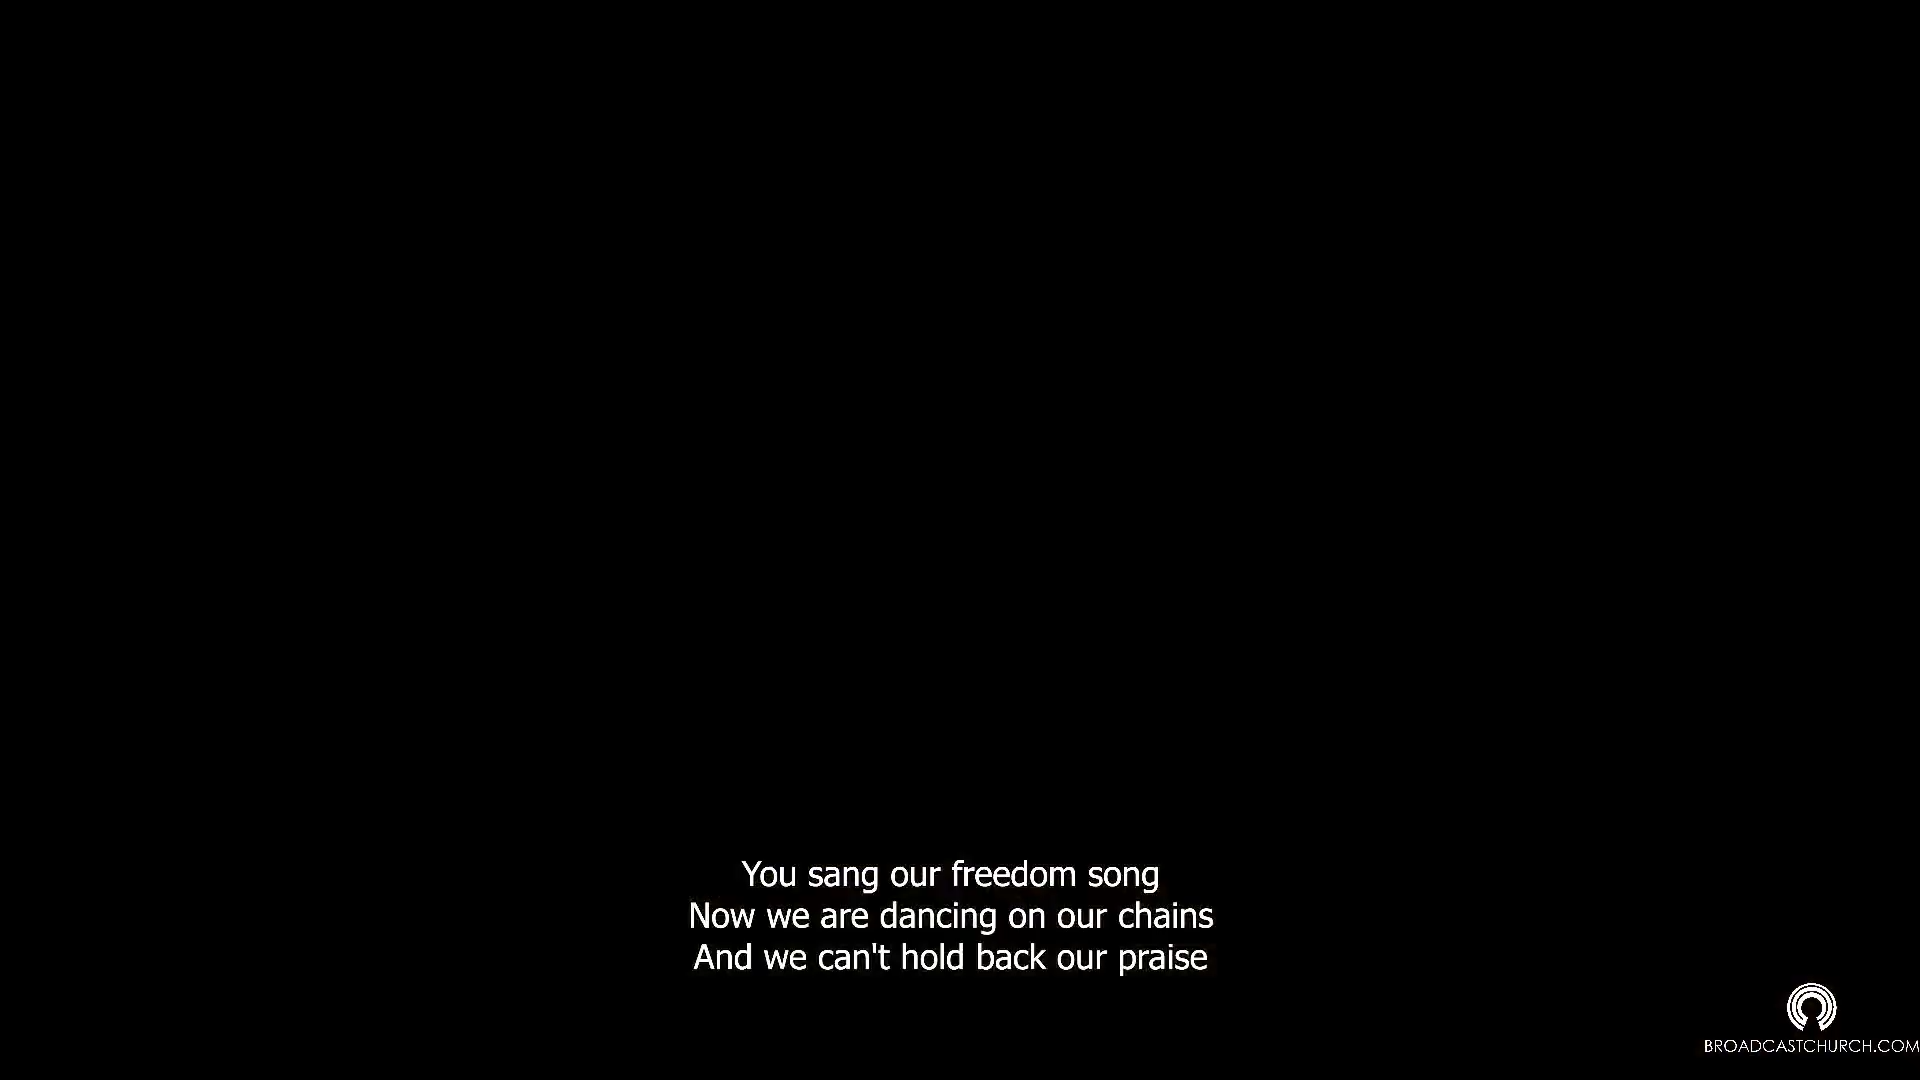 You sang our freedom song
Now we are dancing on our chains
And we can't hold back our praise
BROADCASTCHURCH.COM